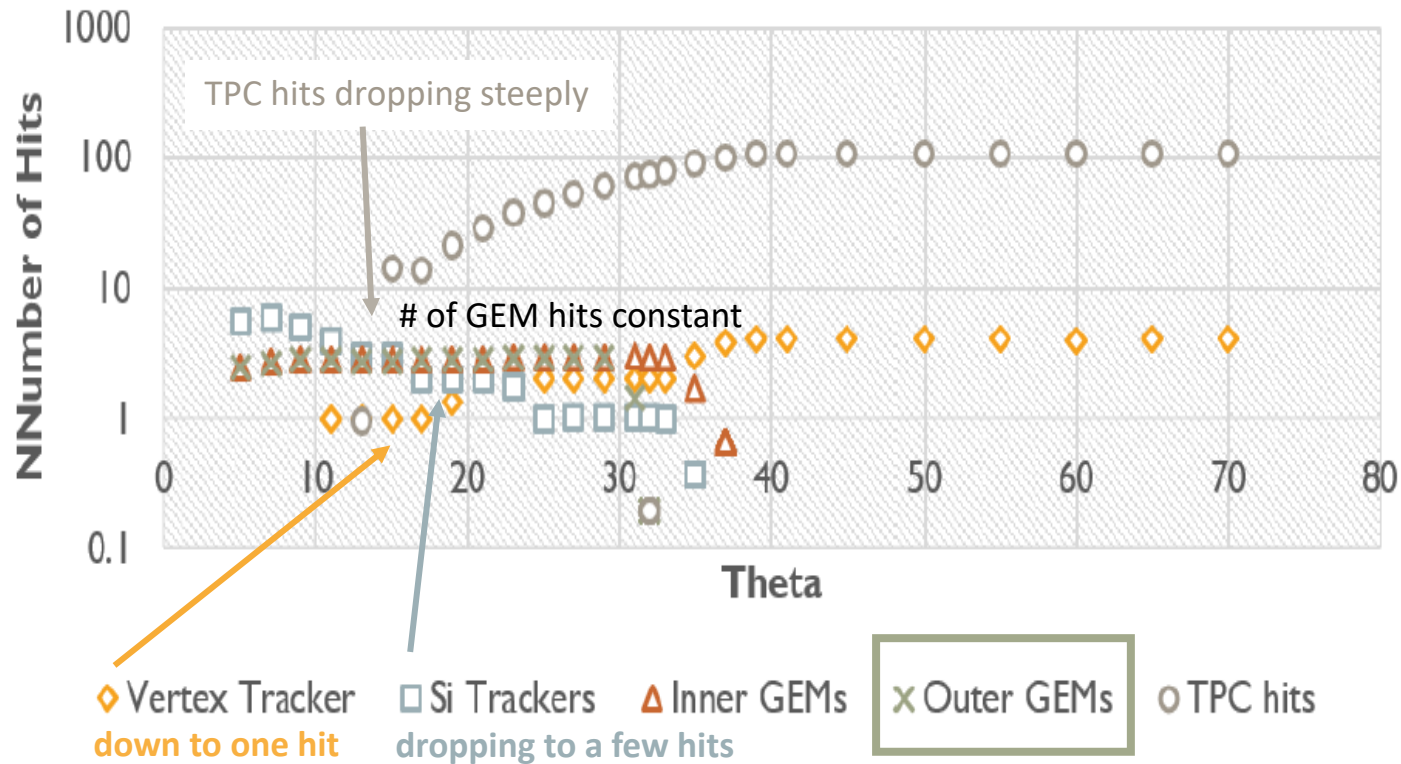 1000
TPC hits dropping steeply
100
10
# of GEM hits constant
1
0 10 20 30 40 50 60 70 80
0.1
NNumber of Hits
Theta
Vertex Tracker Si Trackers Inner GEMs Outer GEMs TPC hits
down to one hit dropping to a few hits